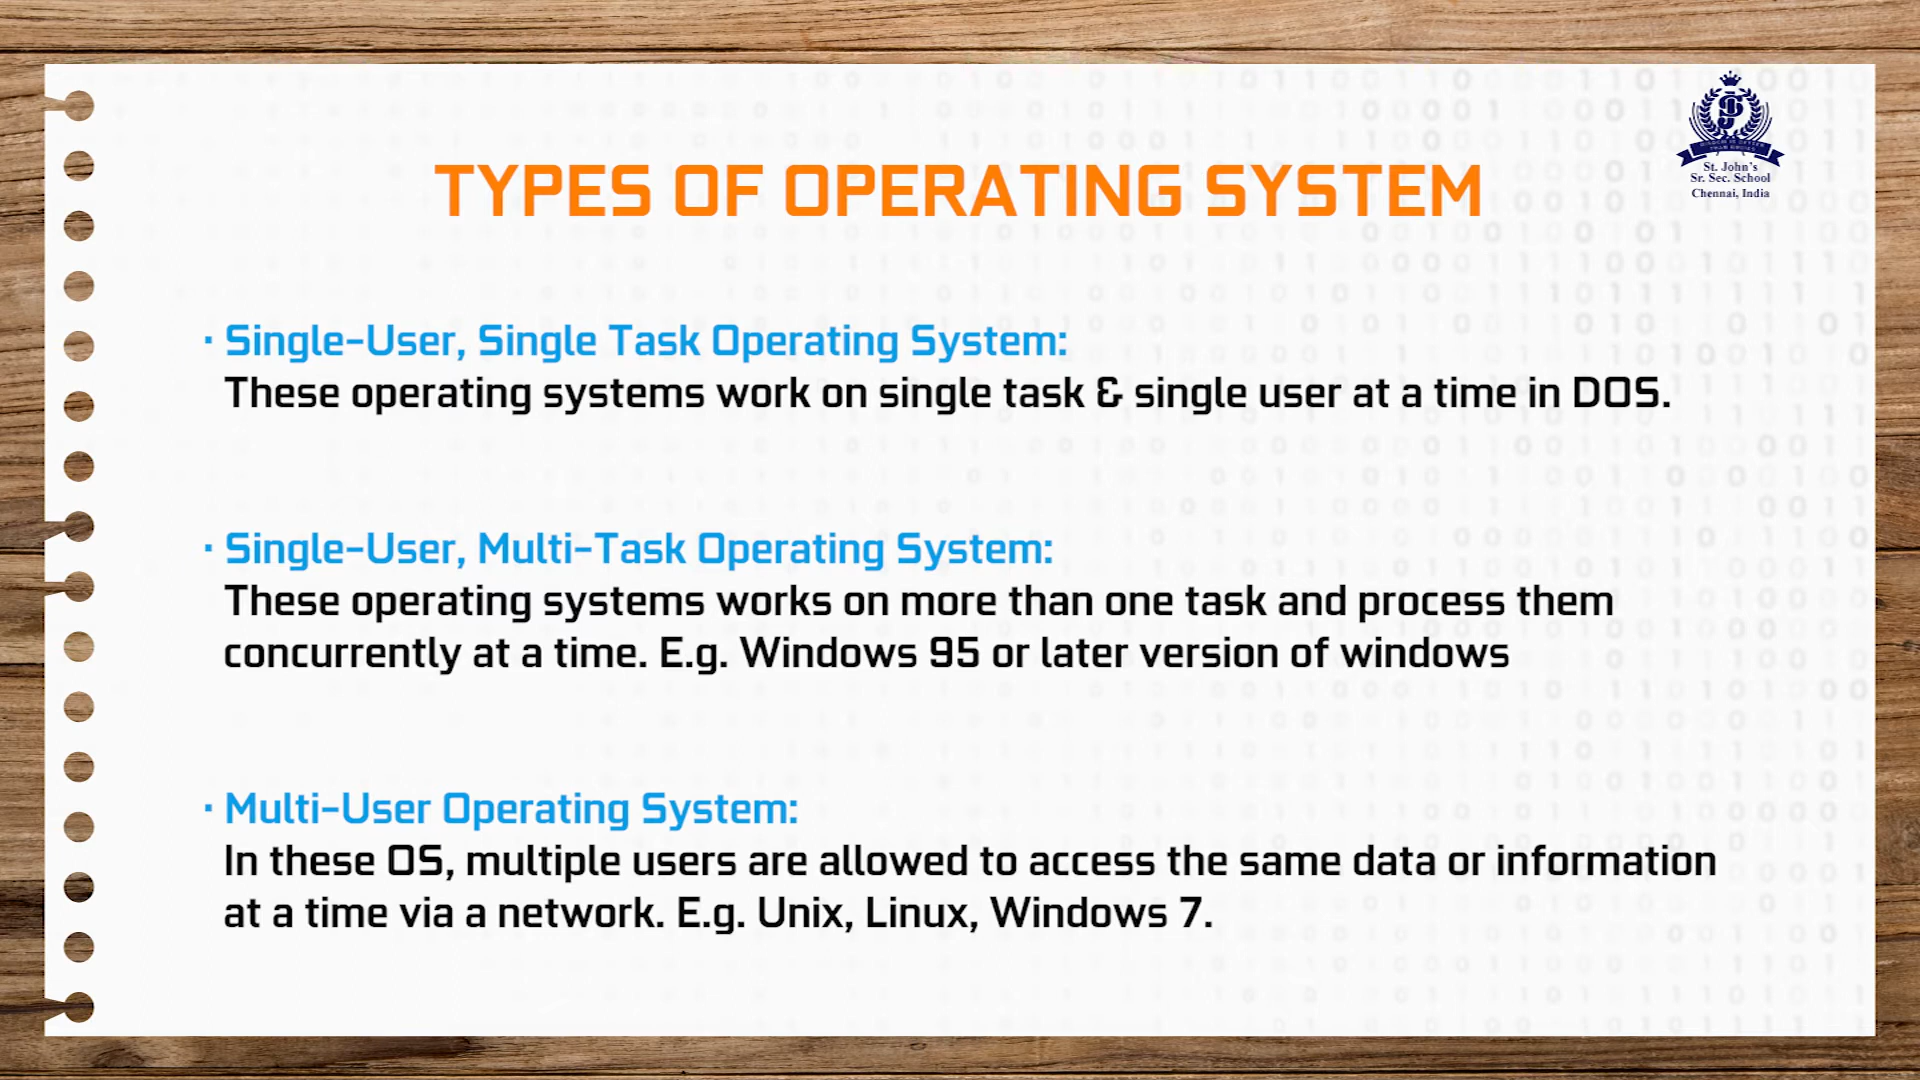 St. John's
Sr. Sec. School
Chennai, India
TYPES OF OPERATING SYSTEM
· Single-User, Single Task Operating System:
These operating systems work on single task & single user at a time in DOS.
· Single-User, Multi-Task Operating System:
These operating systems works on more than one task and process them
concurrently at a time. E.g. Windows 95 or later version of windows
· Multi-User Operating System:
In these OS, multiple users are allowed to access the same data or information
at a time via a network. E.g. Unix, Linux, Windows 7.